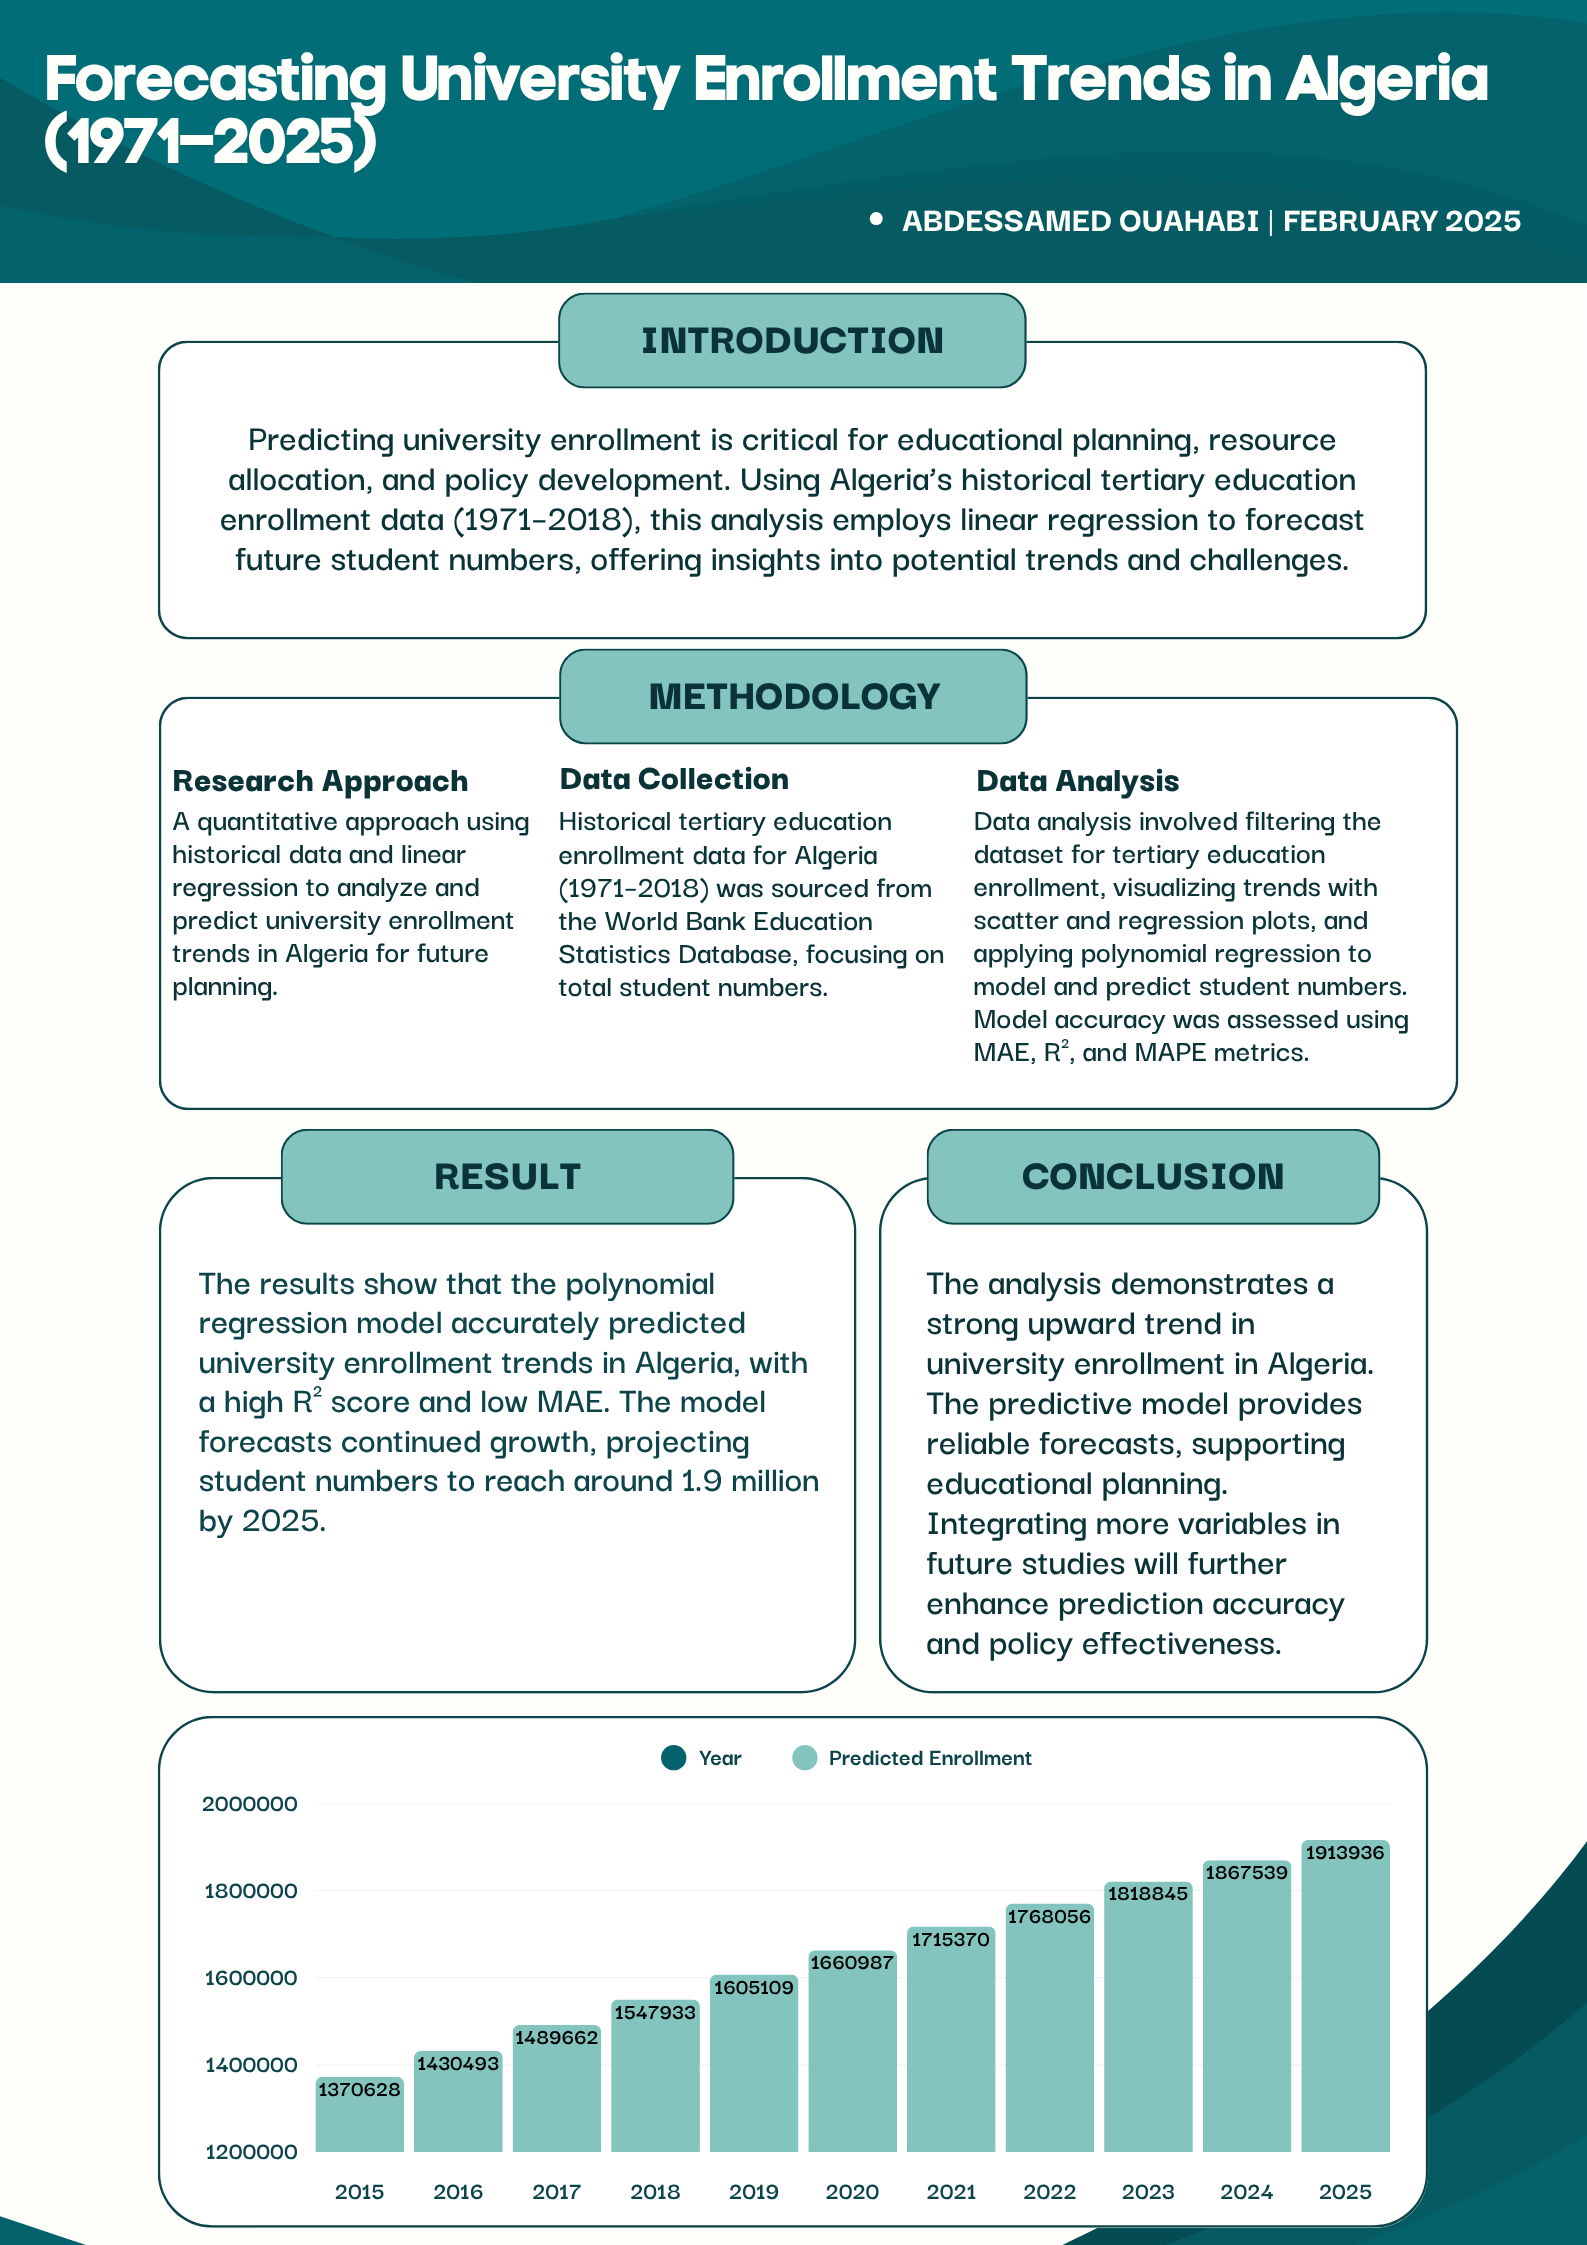 Forecasting University Enrollment Trends in Algeria
(1971–2025)
• ABDESSAMED OUAHABI | FEBRUARY 2025
INTRODUCTION
Predicting university enrollment is critical for educational planning, resource
allocation, and policy development. Using Algeria’s historical tertiary education
enrollment data (1971–2018), this analysis employs linear regression to forecast
future student numbers, offering insights into potential trends and challenges.
METHODOLOGY
Research Approach
A quantitative approach using
historical data and linear
regression to analyze and
predict university enrollment
trends in Algeria for future
planning.
Data Collection
Historical tertiary education
enrollment data for Algeria
(1971–2018) was sourced from
the World Bank Education
Statistics Database, focusing on
total student numbers.
Data Analysis
Data analysis involved filtering the
dataset for tertiary education
enrollment, visualizing trends with
scatter and regression plots, and
applying polynomial regression to
model and predict student numbers.
Model accuracy was assessed using
MAE, R², and MAPE metrics.
RESULT
The results show that the polynomial
regression model accurately predicted
university enrollment trends in Algeria, with
a high R² score and low MAE. The model
forecasts continued growth, projecting
student numbers to reach around 1.9 million
by 2025.
CONCLUSION
The analysis demonstrates a
strong upward trend in
university enrollment in Algeria.
The predictive model provides
reliable forecasts, supporting
educational planning.
Integrating more variables in
future studies will further
enhance prediction accuracy
and policy effectiveness.
Year Predicted Enrollment
2000000
1800000
1600000
1400000
1200000
1370628
1430493
1489662
1547933
1605109
1660987
1715370
1768056
1818845
1867539
1913936
2015 2016 2017 2018 2019 2020 2021 2022 2023 2024 2025